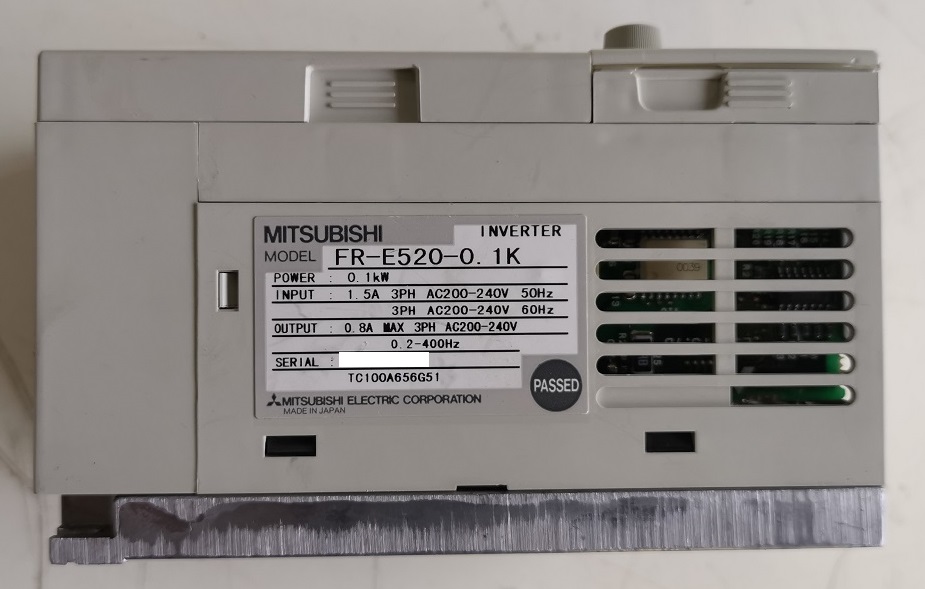 MITSUBISHI INVERTER
MODEL FR-E520-0.1K
POWER : 0.1kW
INPUT : 1.5A 3PH AC200-240V 50Hz
3PH AC200-240V 60Hz
OUTPUT : 0.8A MAX 3PH AC200-240V
0.2-400Hz
SERIAL :
TC100A656G51
PASSED
MITSUBISHI ELECTRIC CORPORATION
MADE IN JAPAN